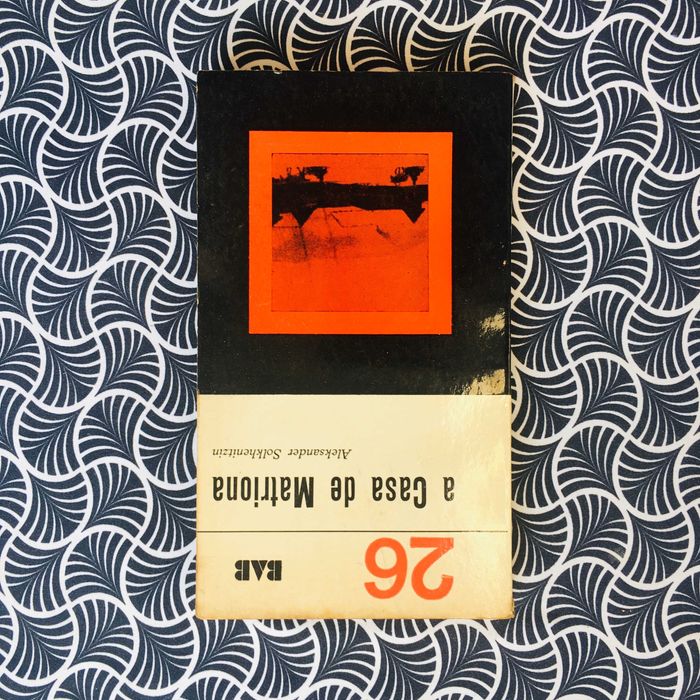 26 BAB
a Casa de Matriona
Aleksander Solkhenitzin